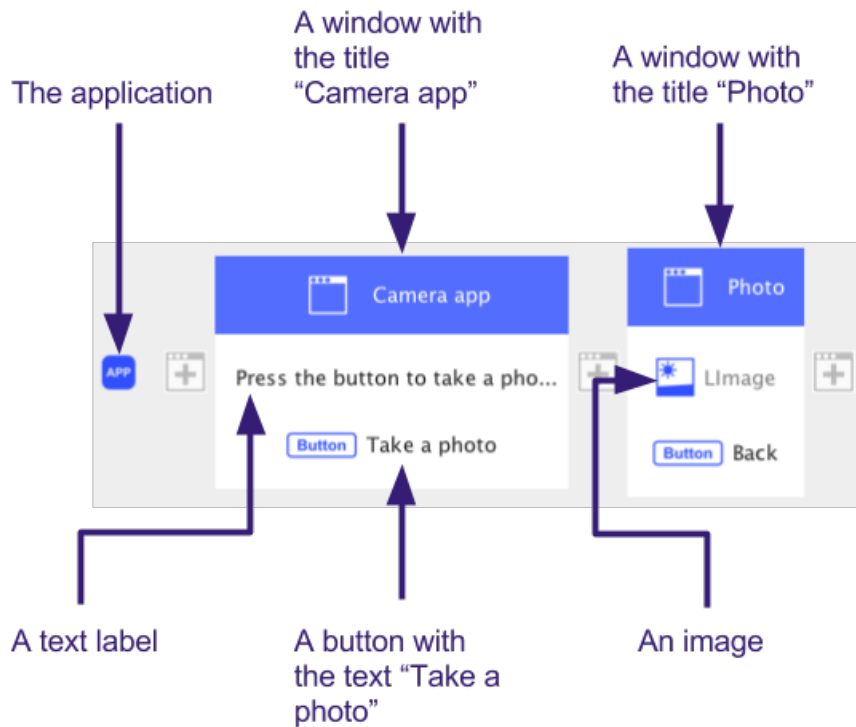 A window with
the title
“Camera app”
A window with
the title “Photo”
The application
Camera app
Photo
APP
Press the button to take a pho...
LImage
Button Take a photo
Button Back
A text label
A button with
the text “Take a
photo”
An image